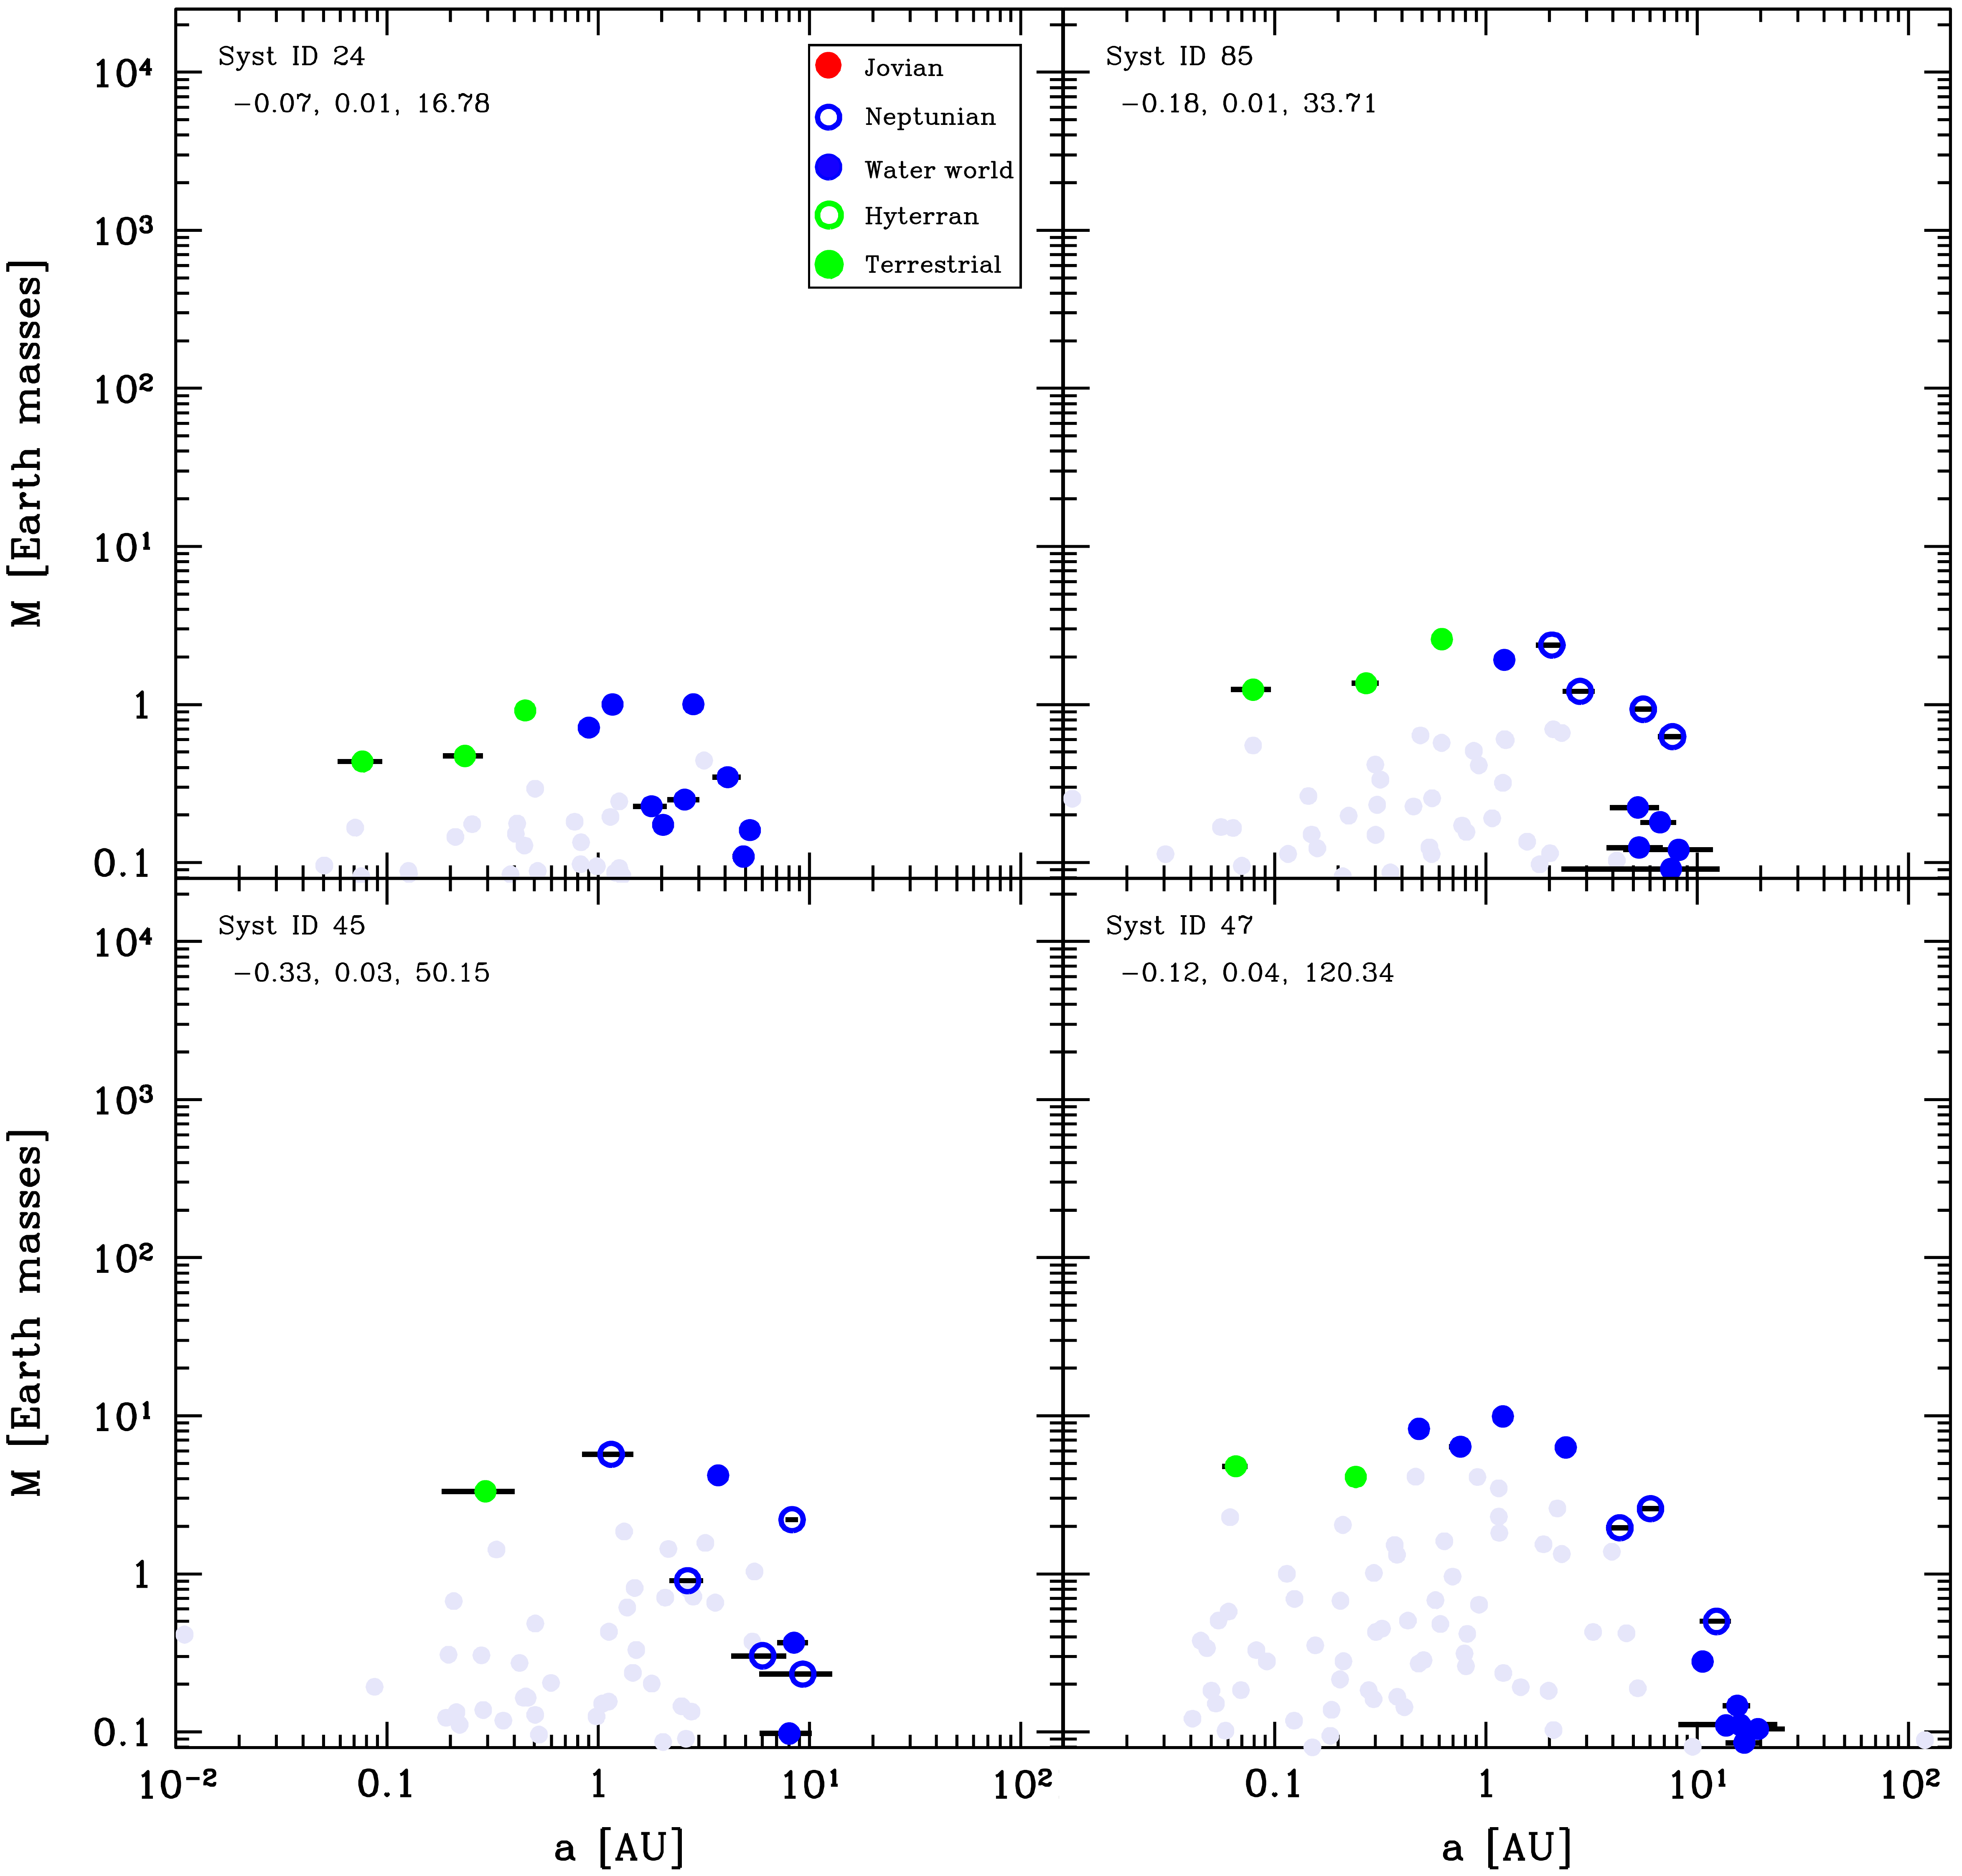 Syst ID 24
−0.07, 0.01, 16.78
Jovian
Neptunian
Water world
Hyterran
Terrestrial
Syst ID 85
−0.18, 0.01, 33.71
10⁴
10³
10²
10¹
1
0.1
M [Earth masses]
Syst ID 45
−0.33, 0.03, 50.15
Syst ID 47
−0.12, 0.04, 120.34
10⁴
10³
10²
10¹
1
0.1
M [Earth masses]
10⁻² 0.1 1 10¹ 10² 0.1 1 10¹ 10²
a [AU] a [AU]